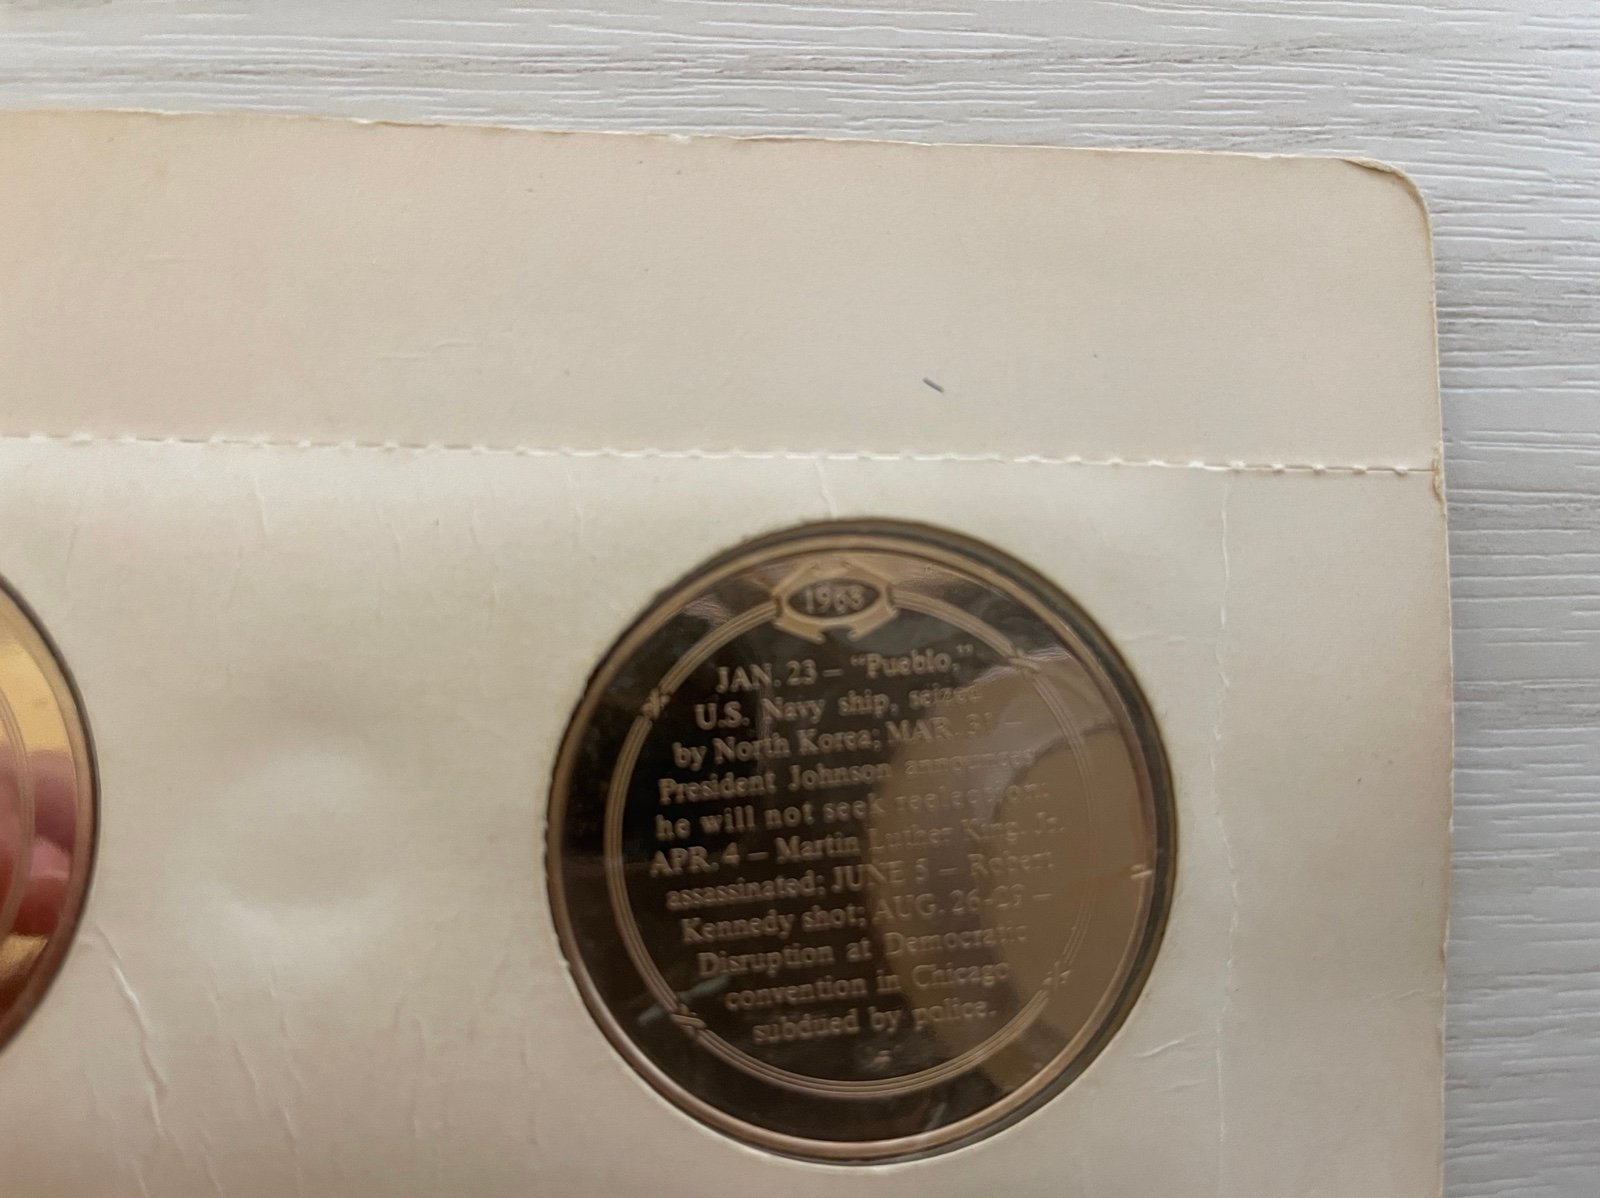 1968
JAN. 23 – "Pueblo,"
U.S. Navy ship, seized
by North Korea; MAR. 31 –
President Johnson announces
he will not seek reelection;
APR. 4 – Martin Luther King, Jr.
assassinated; JUNE 5 – Robert
Kennedy shot; AUG. 26-29 –
Disruption at Democratic
convention in Chicago
subdued by police.